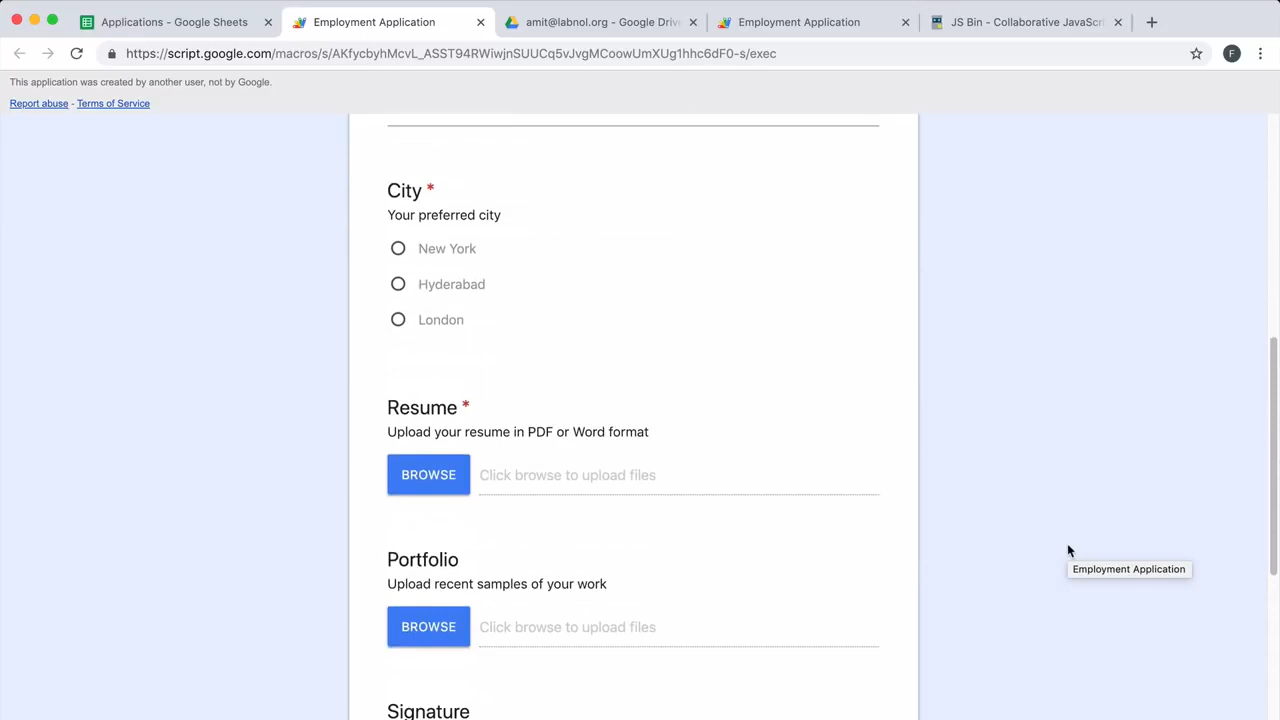 Applications - Google Sheets
Employment Application
amit@labnol.org - Google Drive
Employment Application
JS Bin - Collaborative JavaScri
https://script.google.com/macros/s/AKfycbyhMcvL_ASST94RWiwjnSUUCq5vJvgMCoowUmXUg1hhc6dF0-s/exec
F
This application was created by another user, not by Google.
Report abuse - Terms of Service
City *
Your preferred city
New York
Hyderabad
London
Resume *
Upload your resume in PDF or Word format
BROWSE Click browse to upload files
Employment Application
Portfolio
Upload recent samples of your work
BROWSE Click browse to upload files
Signature